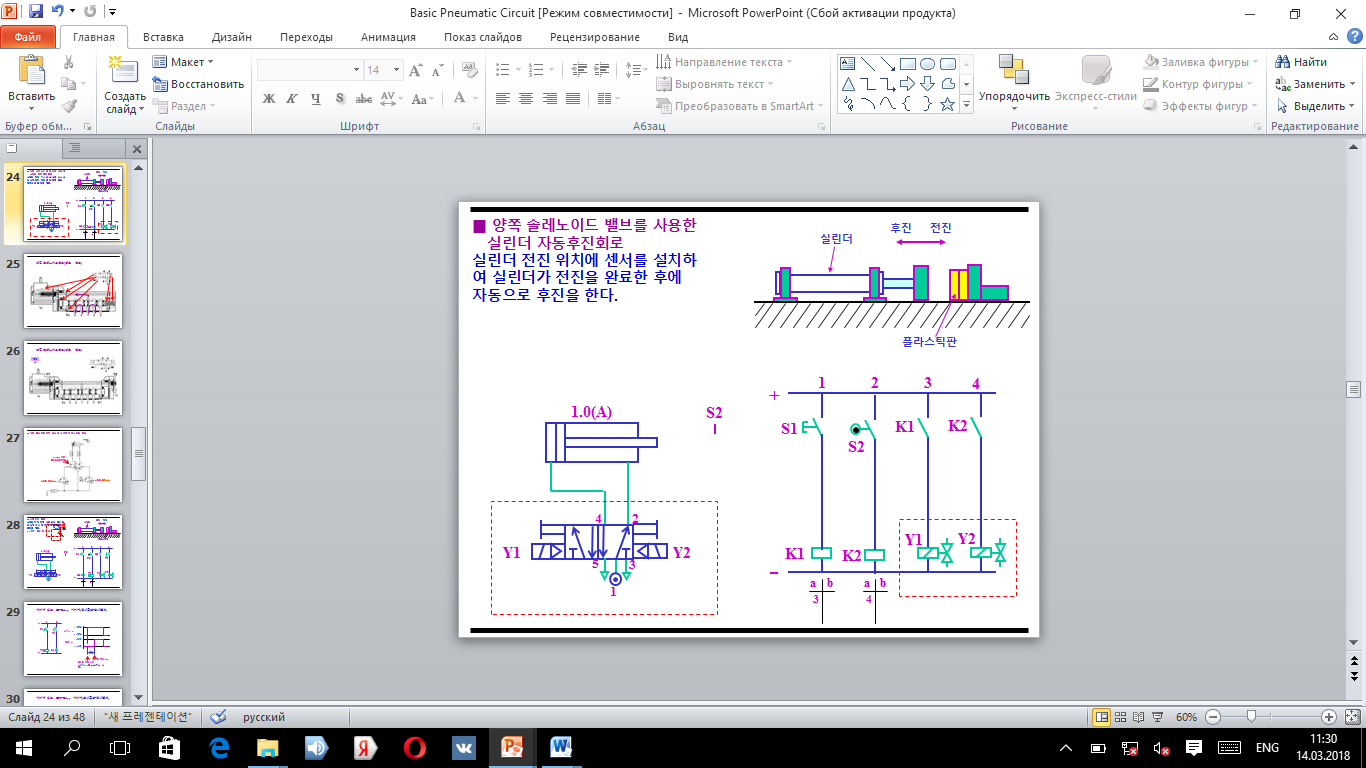 Basic Pneumatic Circuit [Режим совместимости] - Microsoft PowerPoint (Сбой активации продукта)
Файл Главная Вставка Дизайн Переходы Анимация Показ слайдов Рецензирование Вид
Вставить
Буфер обм...
Создать слайд
Макет
Восстановить
Раздел
Слайды
14
Ж К Ч S abc AV Aa А
Шрифт
Направление текста
Выровнять текст
Преобразовать в SmartArt
Абзац
Упорядочить
Экспресс-стили
Заливка фигуры
Контур фигуры
Эффекты фигур
Рисование
Найти
Заменить
Выделить
Редактирование
24
25
26
27
28
29
30
■ 양쪽 솔레노이드 밸브를 사용한
실린더 자동후진회로
실린더 전진 위치에 센서를 설치하
여 실린더가 전진을 완료한 후에
자동으로 후진을 한다.
후진 전진
실린더
플라스틱판
1.0(A)
S2
4 2
Y1 Y2
5 3
1
1 2 3 4
+
S1 S2 K1 K2
Y1 Y2
K1 K2
–
a b a b
3 4
Слайд 24 из 48 "새 프레젠테이션" русский 60%
ENG
11:30
14.03.2018